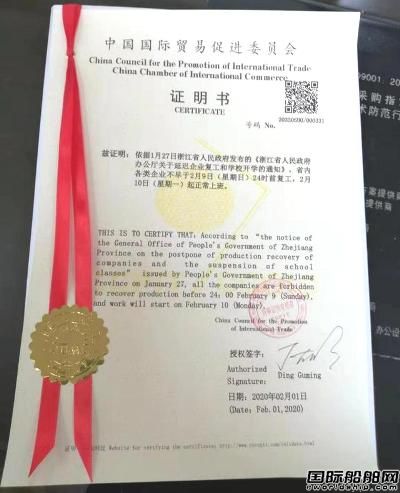 中国国际贸易促进委员会
China Council for the Promotion of International Trade
China Chamber of International Commerce
证明书
CERTIFICATE
号码 No.
兹证明:依据1月27日浙江省人民政府发布的《浙江省人民政府
办公厅关于延迟企业复工和学校开学的通知》,省内
各类企业不早于2月9日(星期日)24时前复工,2月
10日(星期一)起正常上班。
THIS IS TO CERTIFY THAT: According to "the notice of
the General Office of People's Government of Zhejiang
Province on the postpone of production recovery of
companies and the suspension of school
classes" issued by People's Government of Zhejiang
Province on January 27, all the companies are forbidden
to recover production before 24: 00 February 9 (Sunday),
and work will start on February 10 (Monday).
China Council for the Promotion
of International Trade
授权签字:
Authorized
Signature:
Ding Guming
日期:2020年02月01日
(Date: Feb.01,2020)
9001
采购指
术防范行
国际船舶网
www.eworldship.com